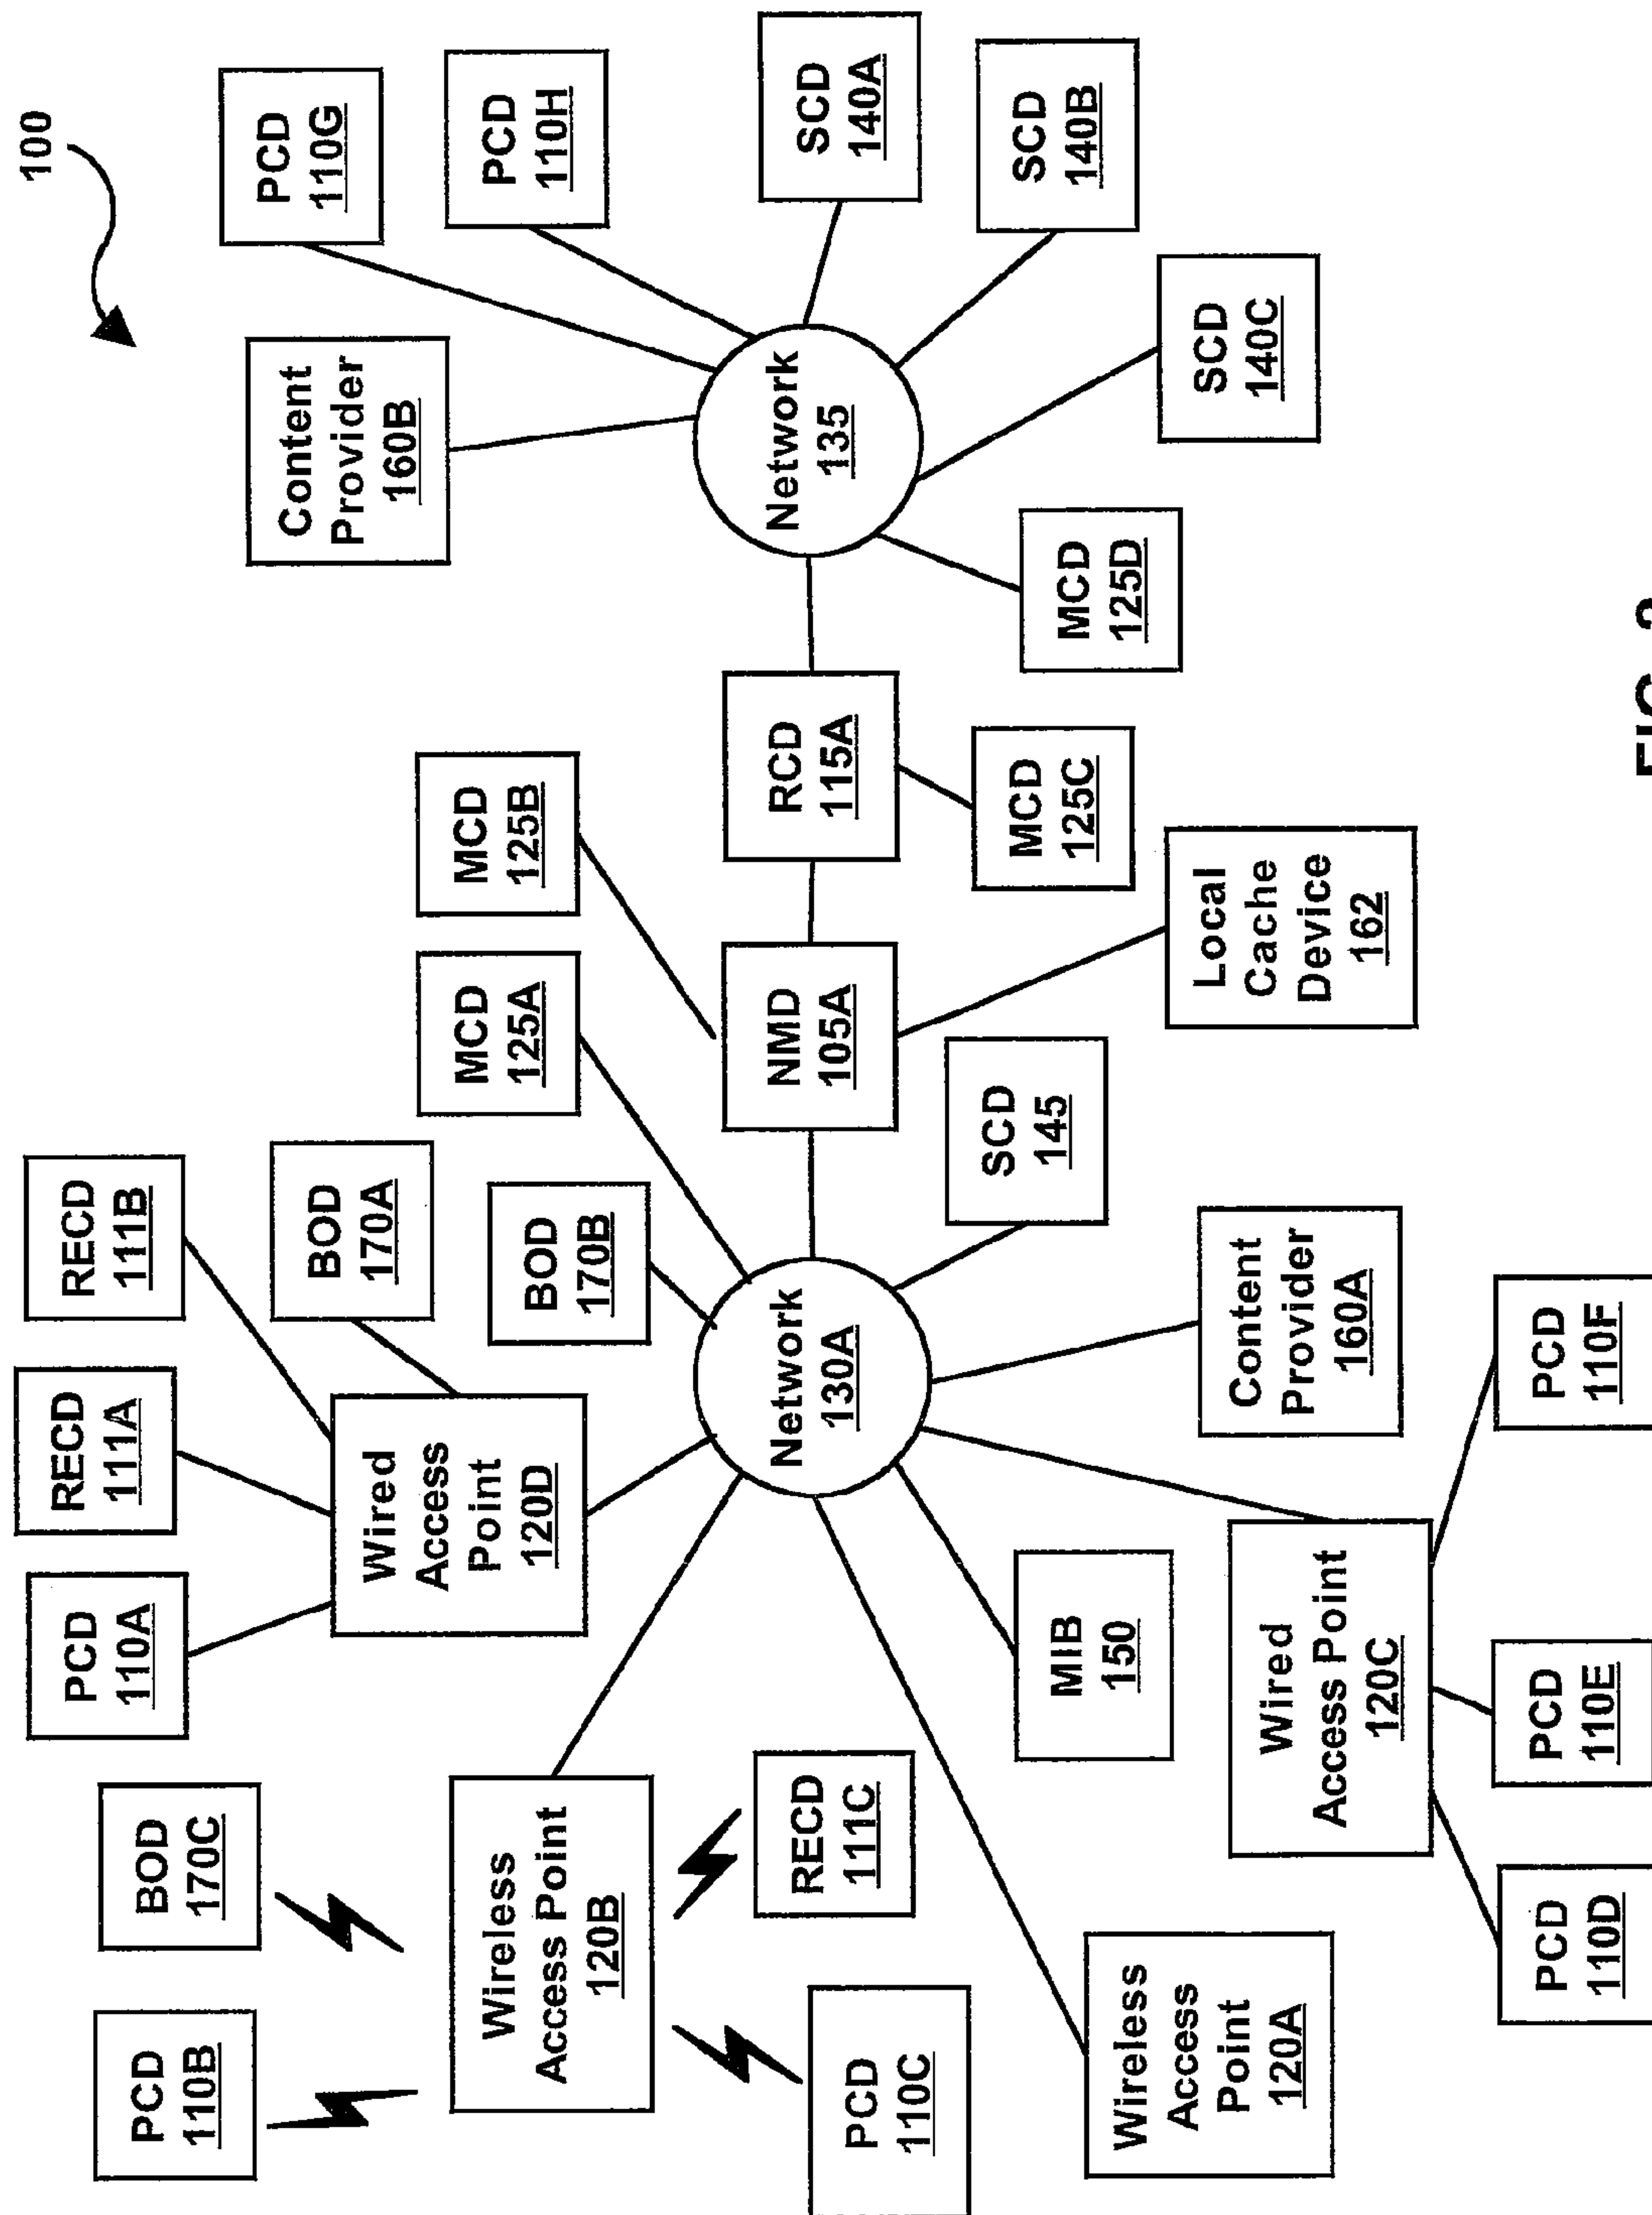 100
RECD
111A
RECD
111B
PCD
110A
PCD
110B
BOD
170C
PCD
110G
Content
Provider
160B
BOD
170A
Wired
Access
Point
120D
MCD
125A
MCD
125B
PCD
110H
Wireless
Access Point
120B
BOD
170B
Network
130A
NMD
105A
RCD
115A
Network
135
SCD
140A
RECD
111C
PCD
110C
SCD
145
MCD
125C
SCD
140B
MIB
150
MCD
125D
Wireless
Access
Point
120A
Local
Cache
Device
162
SCD
140C
Content
Provider
160A
Wired
Access Point
120C
PCD
110D
PCD
110E
PCD
110F
FIG